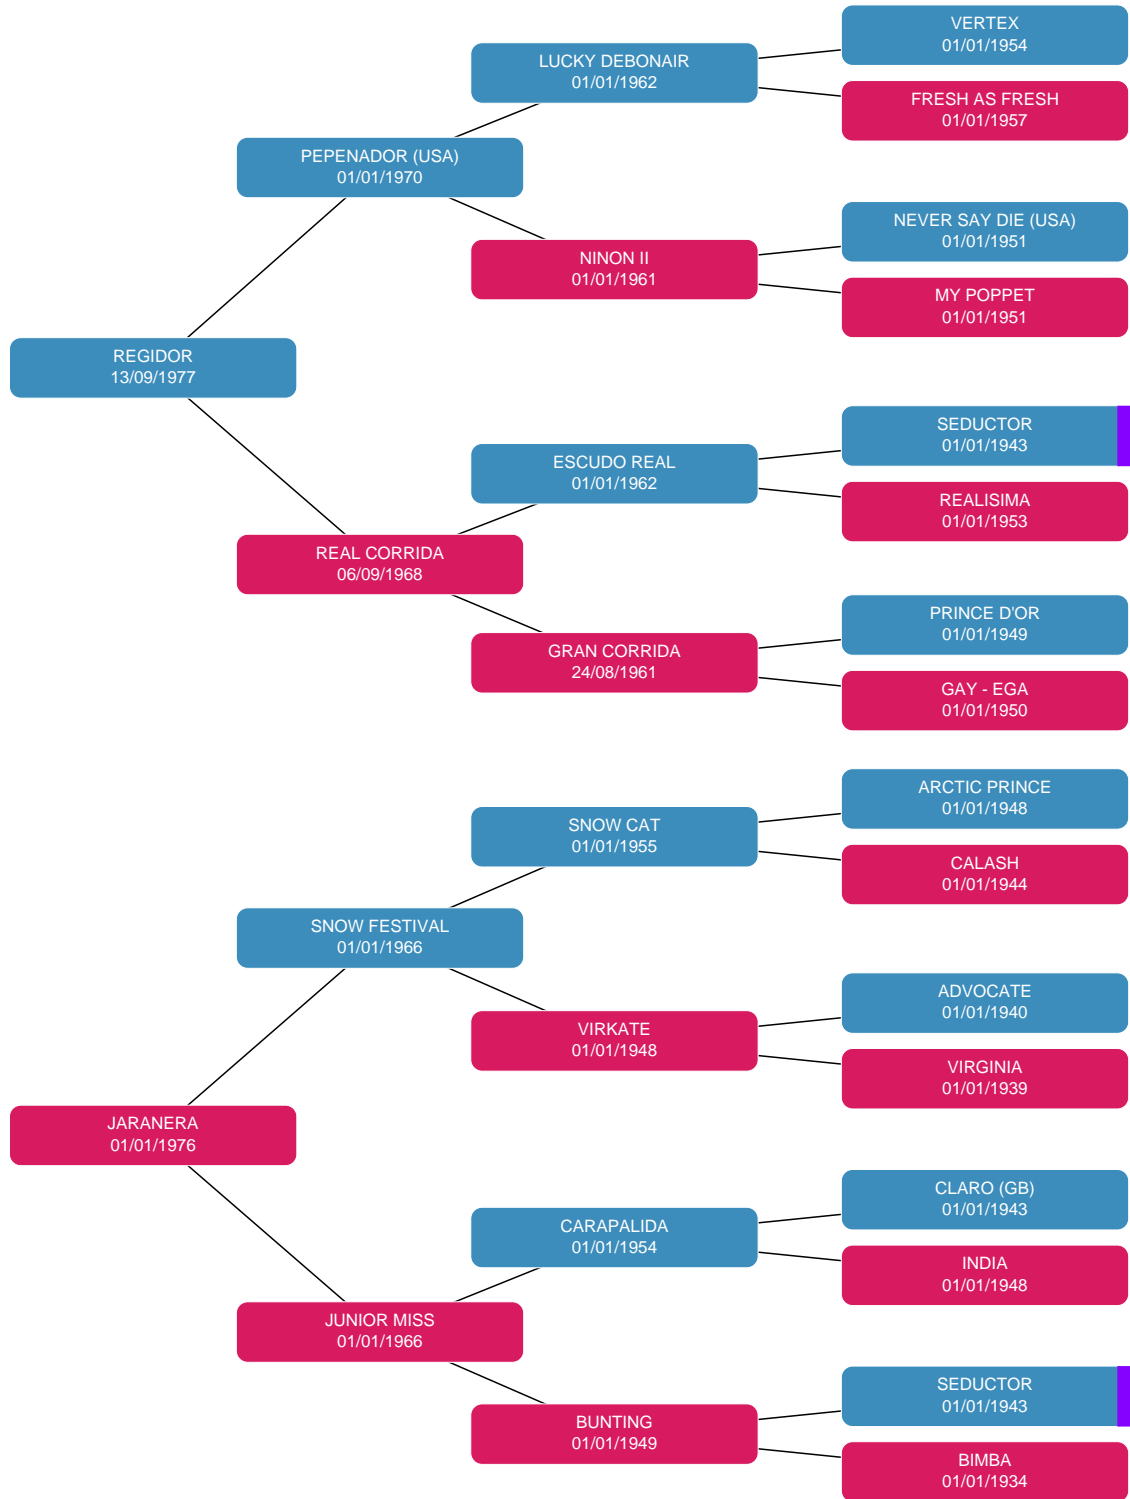 VERTEX
01/01/1954
LUCKY DEBONAIR
01/01/1962
FRESH AS FRESH
01/01/1957
PEPENADOR (USA)
01/01/1970
NEVER SAY DIE (USA)
01/01/1951
NINON II
01/01/1961
MY POPPET
01/01/1951
REGIDOR
13/09/1977
SEDUCTOR
01/01/1943
ESCUDO REAL
01/01/1962
REALISIMA
01/01/1953
REAL CORRIDA
06/09/1968
PRINCE D'OR
01/01/1949
GRAN CORRIDA
24/08/1961
GAY - EGA
01/01/1950
ARCTIC PRINCE
01/01/1948
SNOW CAT
01/01/1955
CALASH
01/01/1944
SNOW FESTIVAL
01/01/1966
ADVOCATE
01/01/1940
VIRKATE
01/01/1948
VIRGINIA
01/01/1939
JARANERA
01/01/1976
CLARO (GB)
01/01/1943
CARAPALIDA
01/01/1954
INDIA
01/01/1948
JUNIOR MISS
01/01/1966
SEDUCTOR
01/01/1943
BUNTING
01/01/1949
BIMBA
01/01/1934